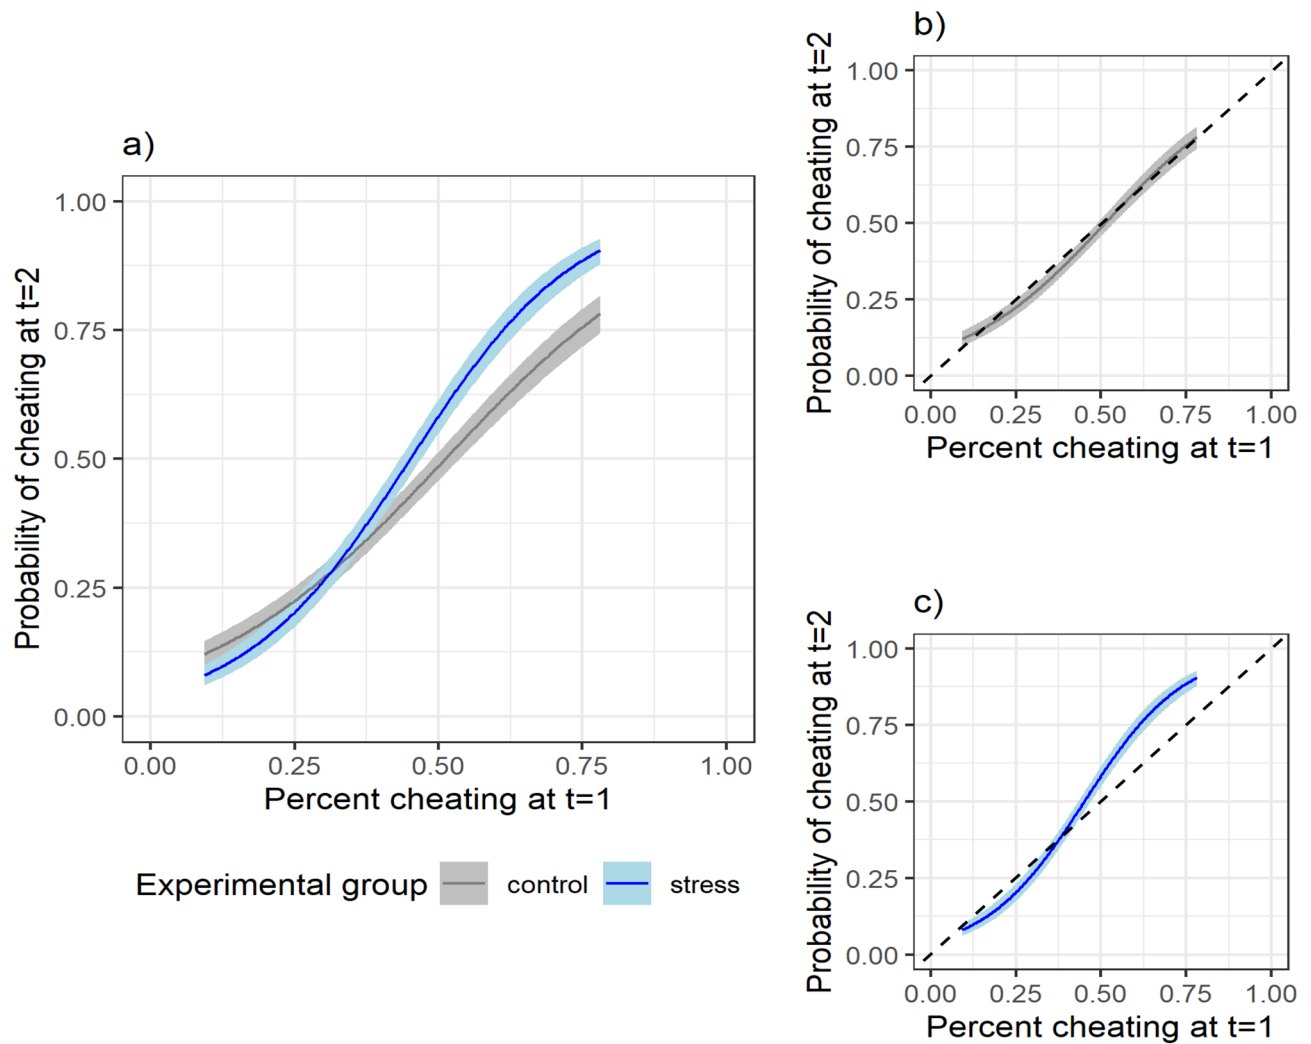 a)
Probability of cheating at t=2
1.00
0.75
0.50
0.25
0.00
0.00 0.25 0.50 0.75 1.00
Percent cheating at t=1
Experimental group control stress
b)
Probability of cheating at t=2
1.00
0.75
0.50
0.25
0.00
0.00 0.25 0.50 0.75 1.00
Percent cheating at t=1
c)
Probability of cheating at t=2
1.00
0.75
0.50
0.25
0.00
0.00 0.25 0.50 0.75 1.00
Percent cheating at t=1